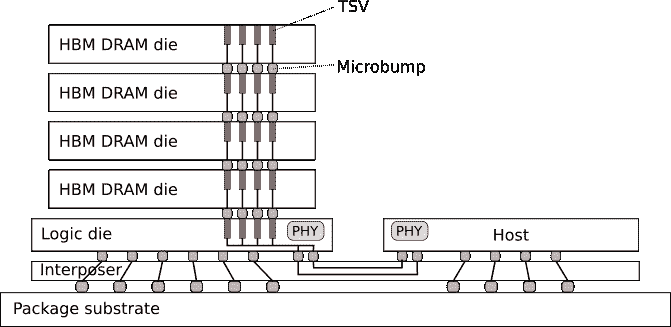 TSV
HBM DRAM die
Microbump
HBM DRAM die
HBM DRAM die
HBM DRAM die
Logic die
PHY
PHY
Host
Interposer
Package substrate